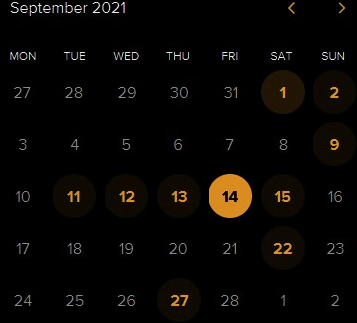 September 2021
MON TUE WED THU FRI SAT SUN
27 28 29 30 31 1 2
3 4 5 6 7 8 9
10 11 12 13 14 15 16
17 18 19 20 21 22 23
24 25 26 27 28 1 2